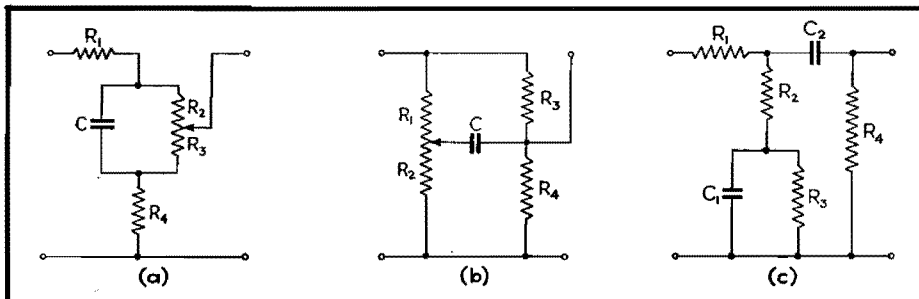 R₁
C
R₂
R₃
R₄
(a)
R₁
R₂
C
R₃
R₄
(b)
R₁
C₂
R₂
C₁
R₃
R₄
(c)